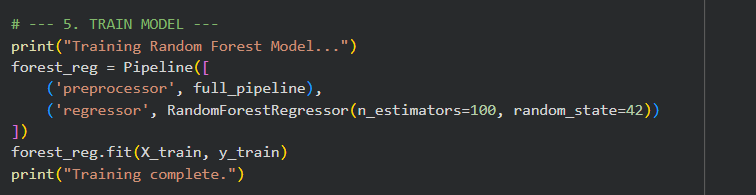 # --- 5. TRAIN MODEL ---
print("Training Random Forest Model...")
forest_reg = Pipeline([
    ('preprocessor', full_pipeline),
    ('regressor', RandomForestRegressor(n_estimators=100, random_state=42))
])
forest_reg.fit(X_train, y_train)
print("Training complete.")